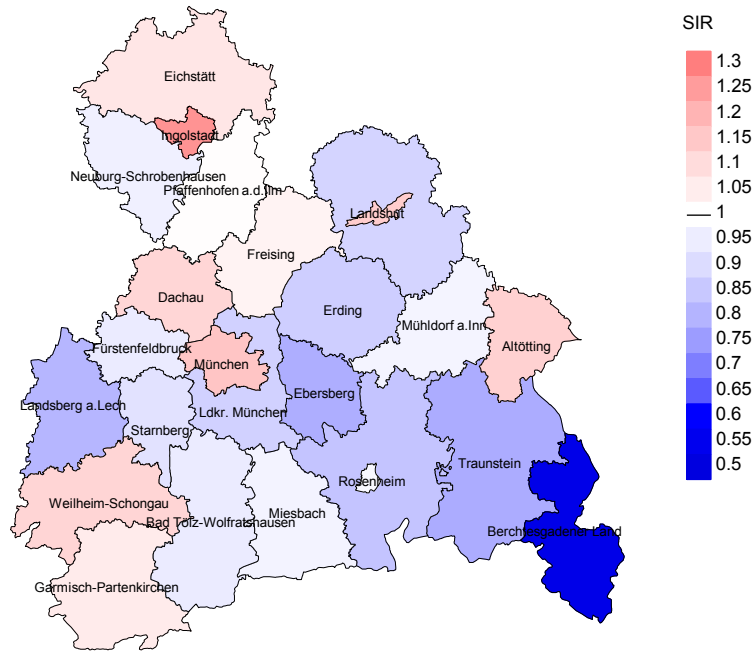 SIR
1.3
1.25
1.2
1.15
1.1
1.05
1
0.95
0.9
0.85
0.8
0.75
0.7
0.65
0.6
0.55
0.5
Eichstätt
Ingolstadt
Neuburg-Schrobenhausen
Pfaffenhofen a.d.Ilm
Landshut
Freising
Dachau
Erding
Mühldorf a.Inn
Altötting
Fürstenfeldbruck
München
Ebersberg
Landsberg a.Lech
Ldkr. München
Starnberg
Traunstein
Rosenheim
Weilheim-Schongau
Miesbach
Bad Tölz-Wolfratshausen
Berchtesgadener Land
Garmisch-Partenkirchen